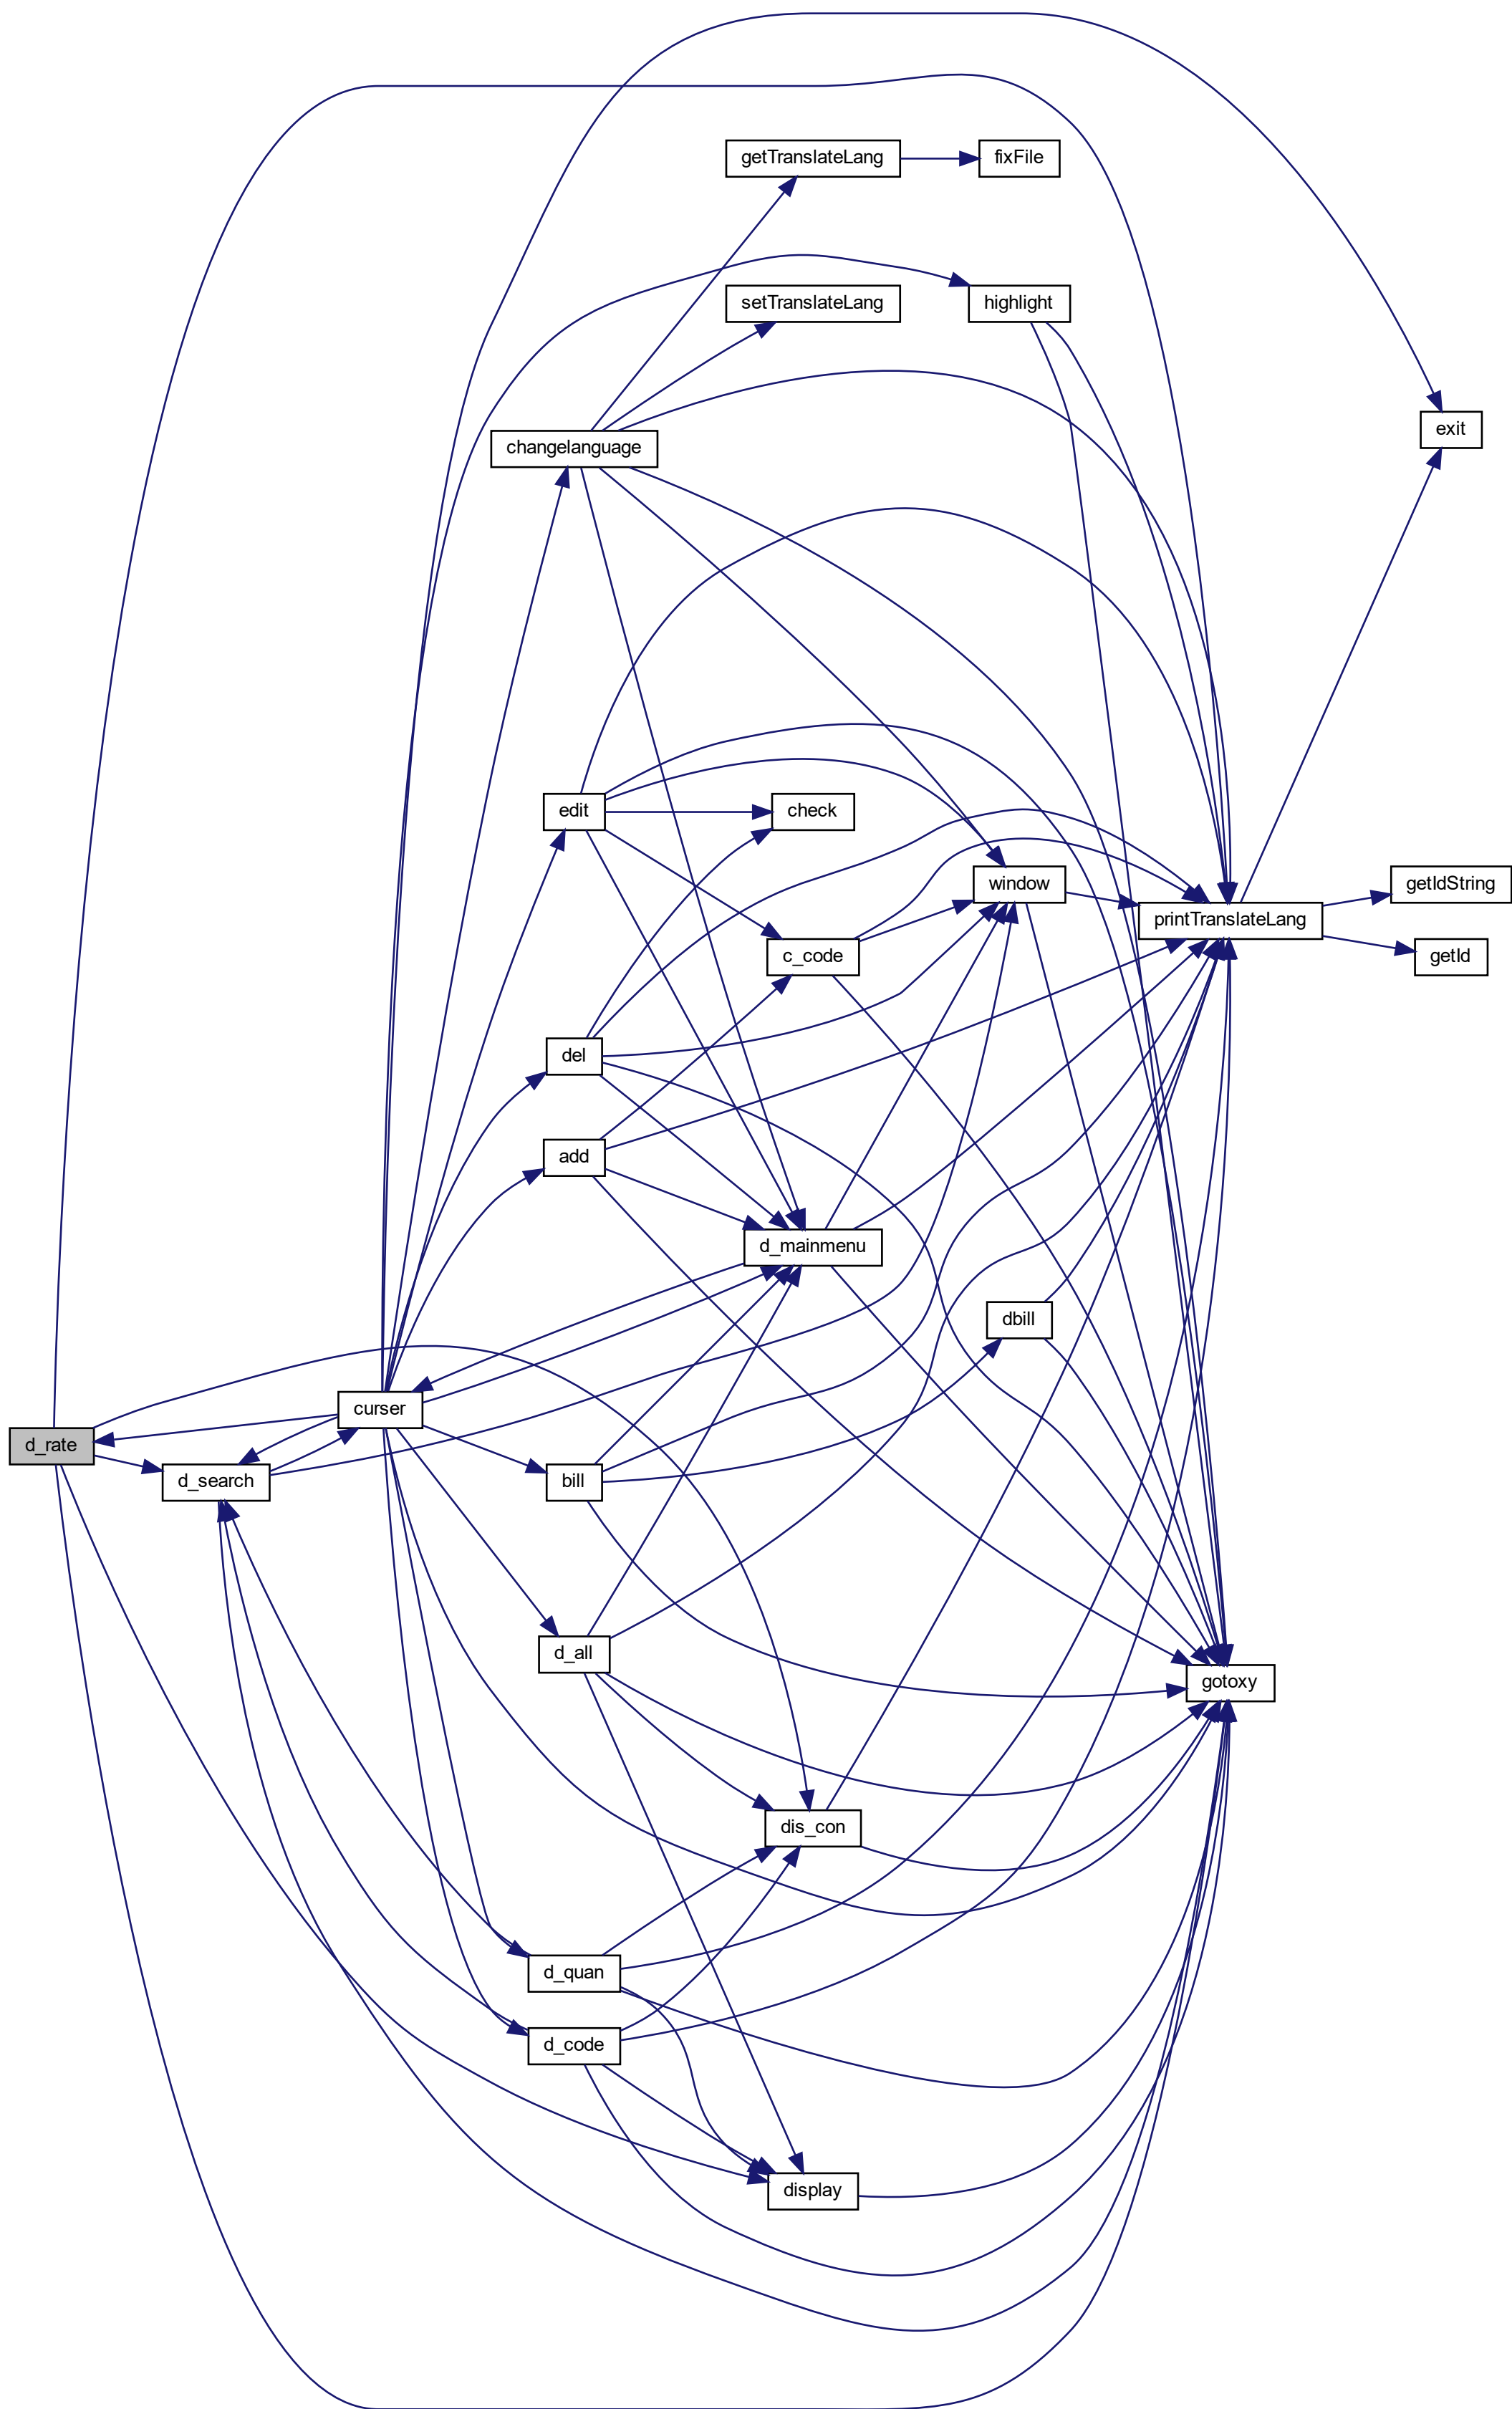 getTranslateLang
fixFile
setTranslateLang
highlight
exit
changelanguage
edit
check
window
getIdString
printTranslateLang
c_code
getId
del
add
d_mainmenu
dbill
curser
d_rate
d_search
bill
d_all
gotoxy
dis_con
d_quan
d_code
display